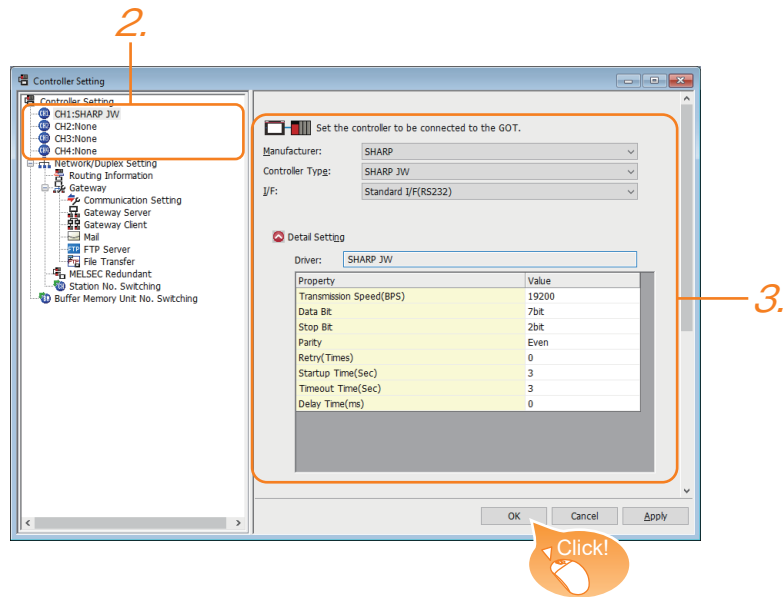 2.
Controller Setting
Controller Setting
CH1:SHARP JW
CH2:None
CH3:None
CH4:None
Network/Duplex Setting
Routing Information
Gateway
Communication Setting
Gateway Server
Gateway Client
Mail
FTP FTP Server
File Transfer
MELSEC Redundant
Station No. Switching
Buffer Memory Unit No. Switching
Set the controller to be connected to the GOT.
Manufacturer: SHARP
Controller Type: SHARP JW
I/F: Standard I/F(RS232)
Detail Setting
Driver: SHARP JW
Property Value
Transmission Speed(BPS) 19200
Data Bit 7bit
Stop Bit 2bit
Parity Even
Retry(Times) 0
Startup Time(Sec) 3
Timeout Time(Sec) 3
Delay Time(ms) 0
3.
OK Cancel Apply
Click!